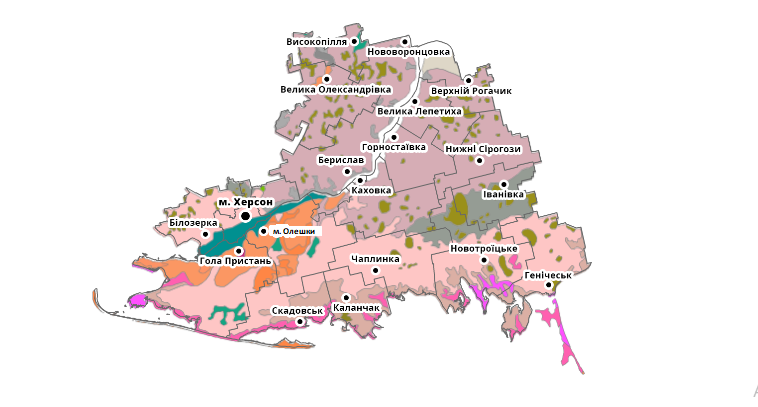 Високопілля
Нововоронцовка
Велика Олександрівка
Верхній Рогачик
Велика Лепетиха
Горностаївка
Нижні Сірогози
Берислав
Каховка
Іванівка
м. Херсон
Білозерка
м. Олешки
Гола Пристань
Новотроїцьке
Чаплинка
Генічеськ
Каланчак
Скадовськ